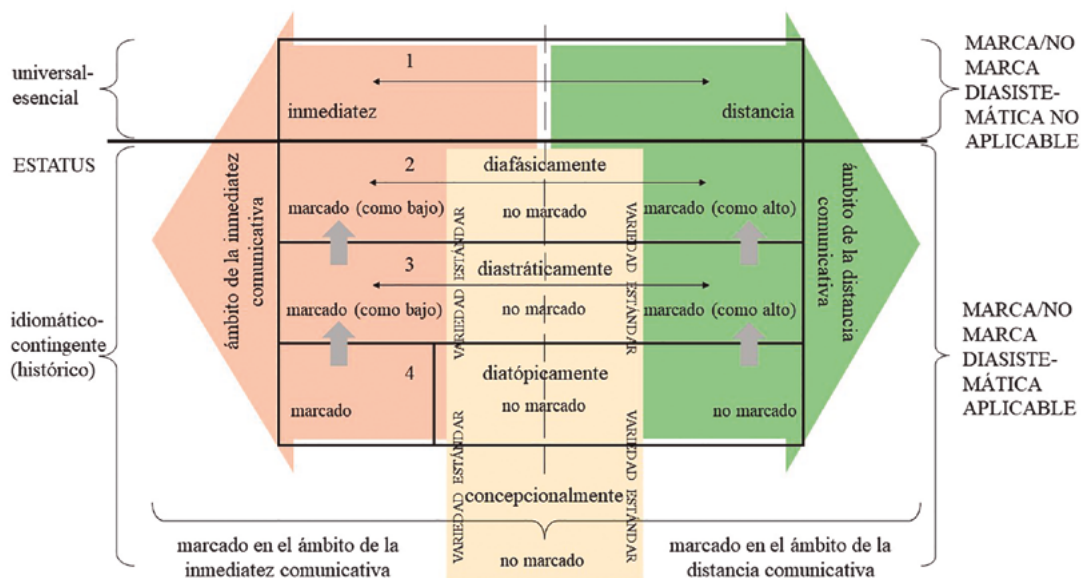 universal-
esencial
ESTATUS
idiomático-
contingente
(histórico)
1
inmediatez
distancia
MARCA/NO
MARCA
DIASISTE-
MÁTICA NO
APLICABLE
ámbito de la inmediatez
comunicativa
2
diafásicamente
marcado (como bajo)
no marcado
marcado (como alto)
3
diastráticamente
marcado (como bajo)
no marcado
marcado (como alto)
4
diatópicamente
marcado
no marcado
no marcado
VARIEDAD ESTÁNDAR
VARIEDAD ESTÁNDAR
VARIEDAD ESTÁNDAR
VARIEDAD ESTÁNDAR
ámbito de la distancia
comunicativa
MARCA/NO
MARCA
DIASISTE-
MÁTICA
APLICABLE
concepcionalmente
no marcado
marcado en el ámbito de la
inmediatez comunicativa
marcado en el ámbito de la
distancia comunicativa